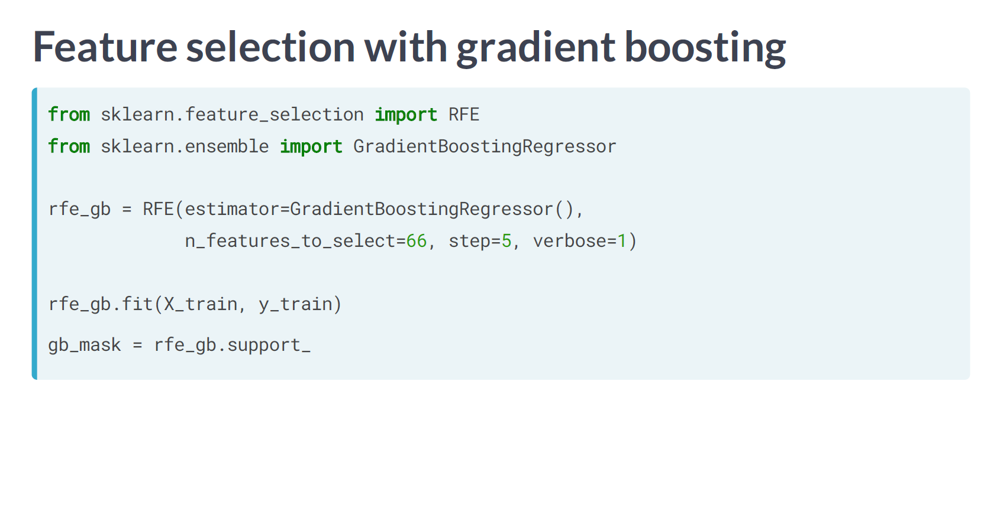 Feature selection with gradient boosting
from sklearn.feature_selection import RFE
from sklearn.ensemble import GradientBoostingRegressor
rfe_gb = RFE(estimator=GradientBoostingRegressor(),
n_features_to_select=66, step=5, verbose=1)
rfe_gb.fit(X_train, y_train)
gb_mask = rfe_gb.support_